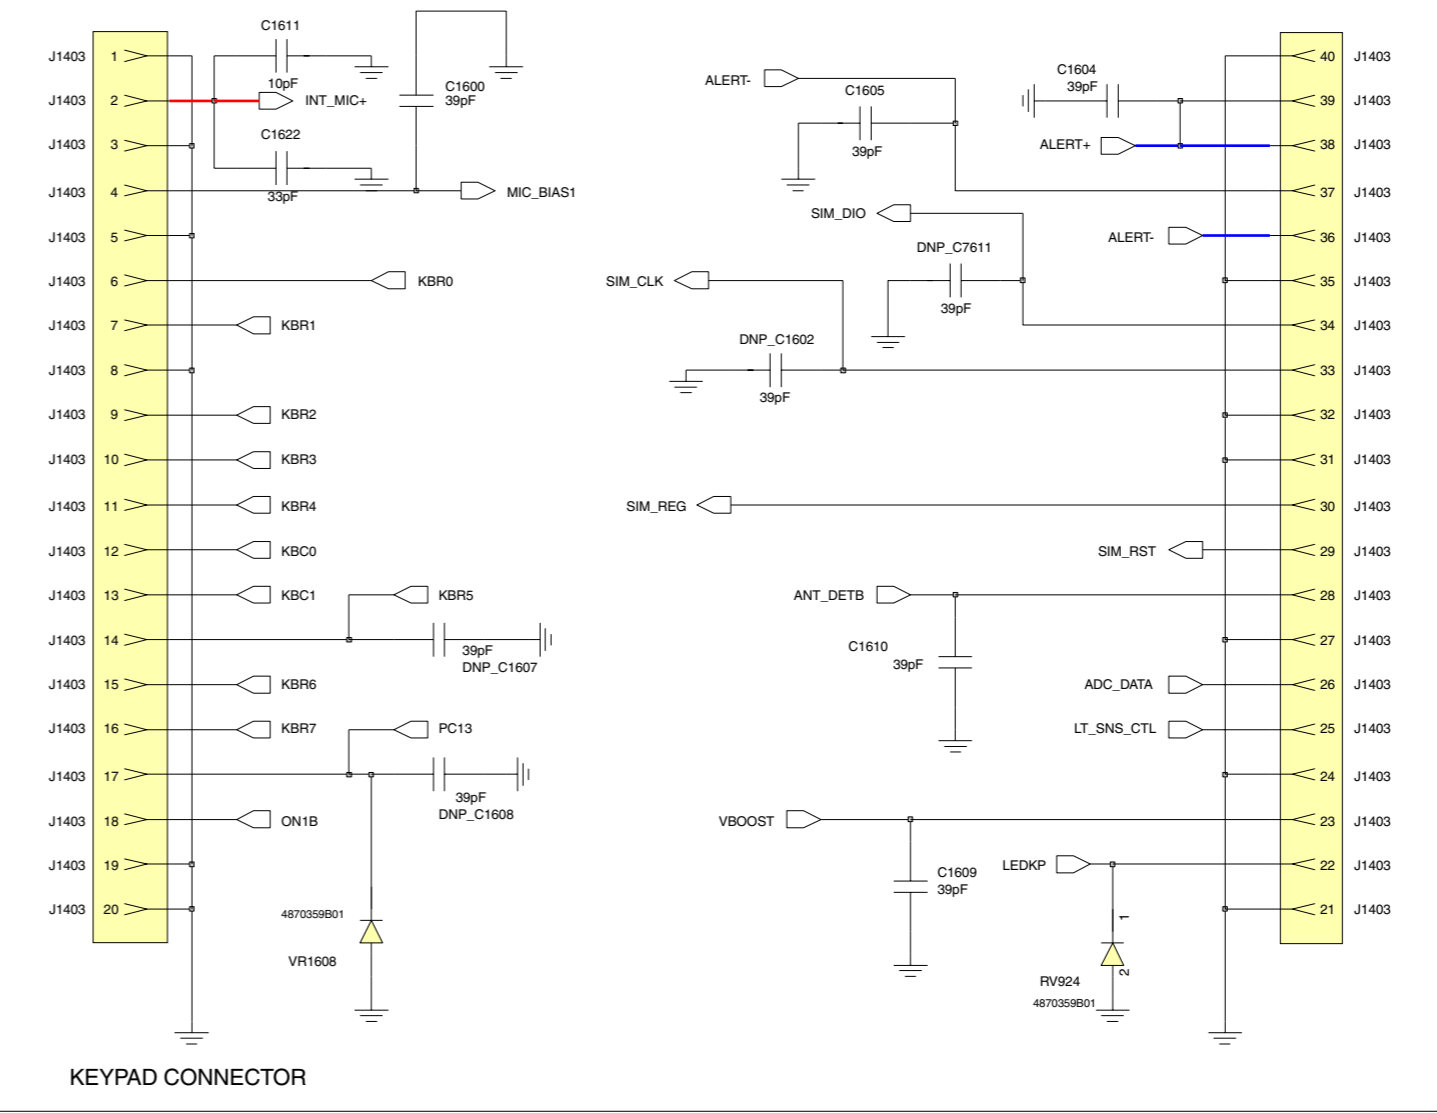 C1611
J1403 1
10pF
J1403 2 INT_MIC+
C1600
39pF
C1622
J1403 3
J1403 4 MIC_BIAS1
33pF
J1403 5
J1403 6 KBR0
J1403 7 KBR1
J1403 8
J1403 9 KBR2
J1403 10 KBR3
J1403 11 KBR4
J1403 12 KBC0
J1403 13 KBC1 KBR5
J1403 14
39pF
DNP_C1607
J1403 15 KBR6
J1403 16 KBR7 PC13
J1403 17
39pF
DNP_C1608
J1403 18 ON1B
J1403 19
J1403 20
4870359B01
VR1608
ALERT-
C1605
39pF
SIM_DIO
DNP_C7611
39pF
SIM_CLK
DNP_C1602
39pF
SIM_REG
ANT_DETB
C1610
39pF
VBOOST
C1609
39pF
40 J1403
C1604
39pF
39 J1403
ALERT+ 38 J1403
37 J1403
ALERT- 36 J1403
35 J1403
34 J1403
33 J1403
32 J1403
31 J1403
30 J1403
SIM_RST 29 J1403
28 J1403
27 J1403
ADC_DATA 26 J1403
LT_SNS_CTL 25 J1403
24 J1403
23 J1403
LEDKP 22 J1403
21 J1403
1
2
RV924
4870359B01
KEYPAD CONNECTOR